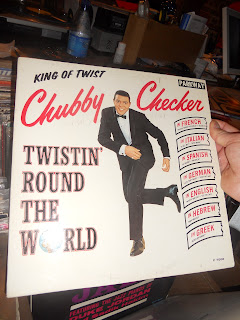 KING OF TWIST
PARKWAY
Chubby Checker
TWISTIN'
ROUND
THE
WORLD
IN FRENCH
IN ITALIAN
IN SPANISH
IN GERMAN
IN ENGLISH
IN HEBREW
IN GREEK